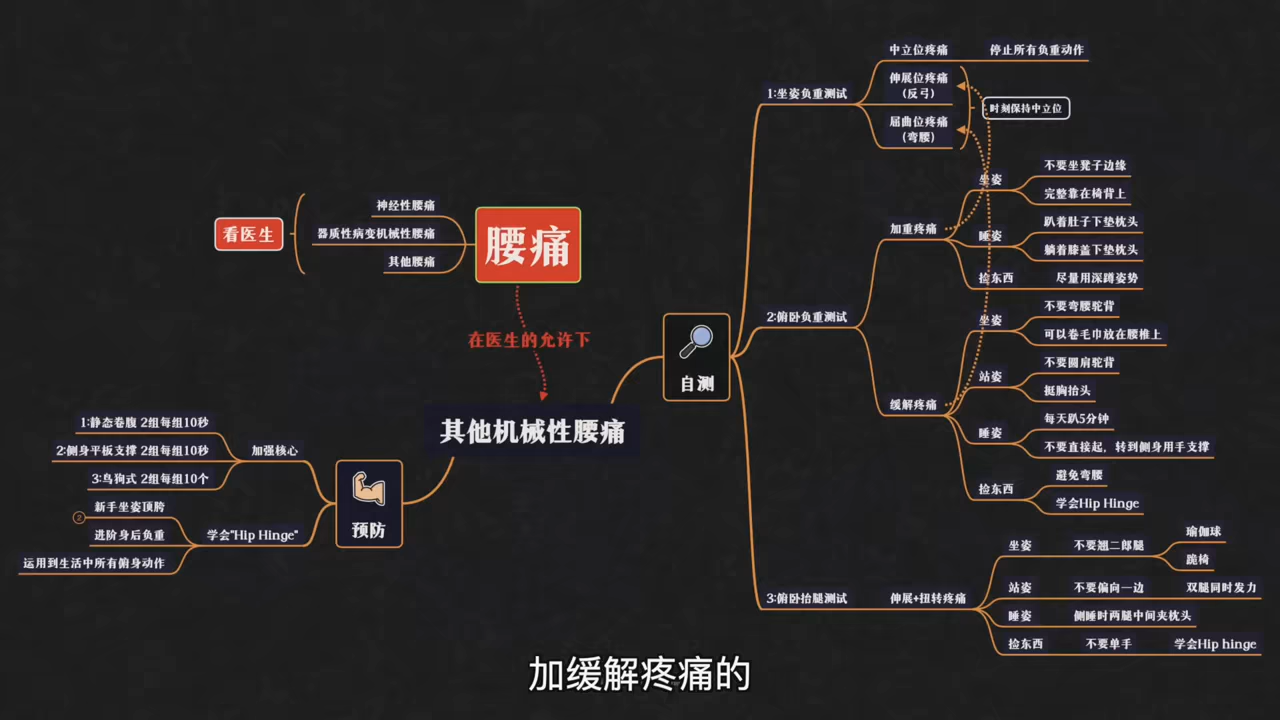 腰痛
神经性腰痛
器质性病变机械性腰痛
其他腰痛
看医生
在医生的允许下
其他机械性腰痛
自测
1:坐姿负重测试
中立位疼痛
停止所有负重动作
伸展位疼痛
(反弓)
屈曲位疼痛
(弯腰)
时刻保持中立位
2:俯卧负重测试
加重疼痛
坐姿
不要坐凳子边缘
完整靠在椅背上
睡姿
趴着肚子下垫枕头
躺着膝盖下垫枕头
捡东西
尽量用深蹲姿势
缓解疼痛
坐姿
不要弯腰驼背
可以卷毛巾放在腰椎上
站姿
不要圆肩驼背
挺胸抬头
睡姿
每天趴5分钟
不要直接起，转到侧身用手支撑
捡东西
避免弯腰
学会Hip Hinge
3:俯卧抬腿测试
伸展+扭转疼痛
坐姿
不要翘二郎腿
瑜伽球
跪椅
站姿
不要偏向一边
双腿同时发力
睡姿
侧睡时两腿中间夹枕头
捡东西
不要单手
学会Hip hinge
预防
加强核心
1:静态卷腹 2组每组10秒
2:侧身平板支撑 2组每组10秒
3:鸟狗式 2组每组10个
学会"Hip Hinge"
新手坐姿顶胯
2
进阶身后负重
运用到生活中所有俯身动作
加缓解疼痛的